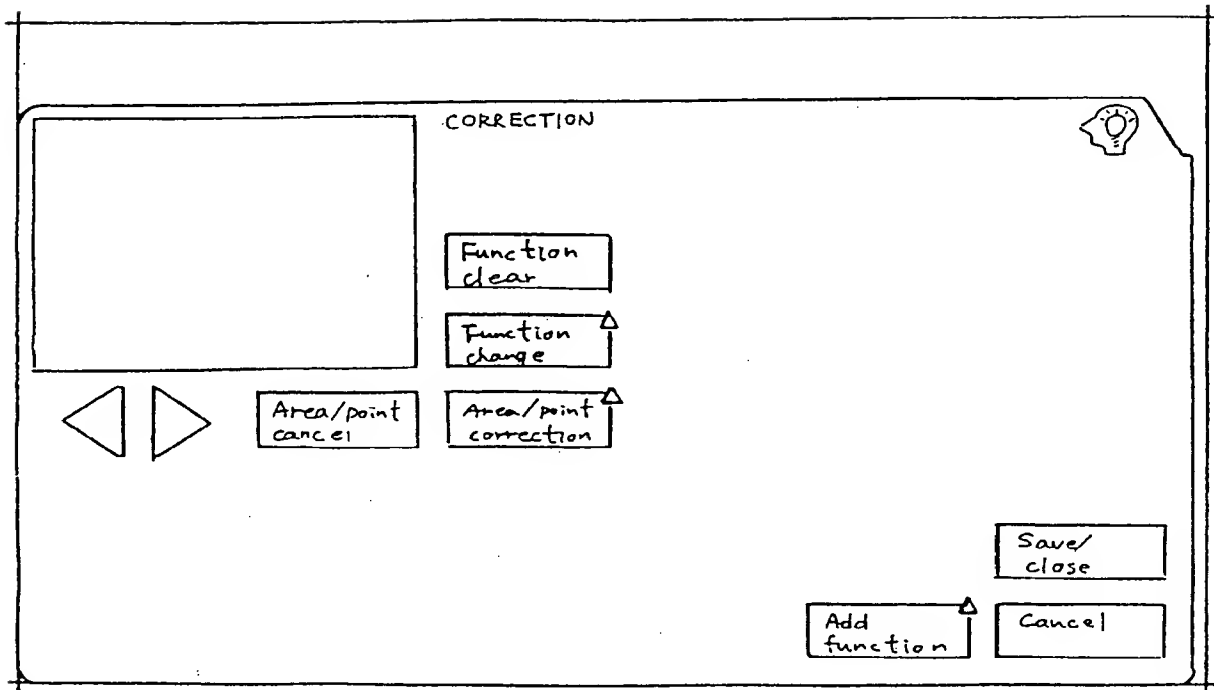 CORRECTION
Function
clear
Function
change
Area/point
cancel
Area/point
correction
Save/
close
Add
function
Cancel